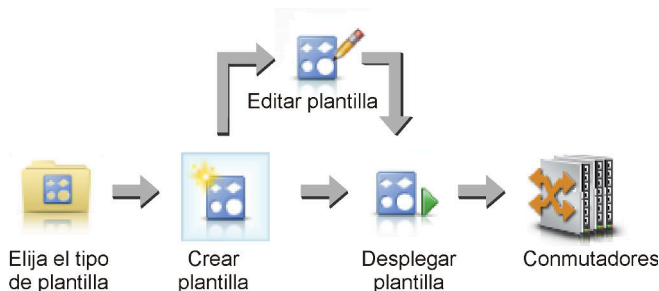 Editar plantilla
Elija el tipo
de plantilla
Crear
plantilla
Desplegar
plantilla
Conmutadores